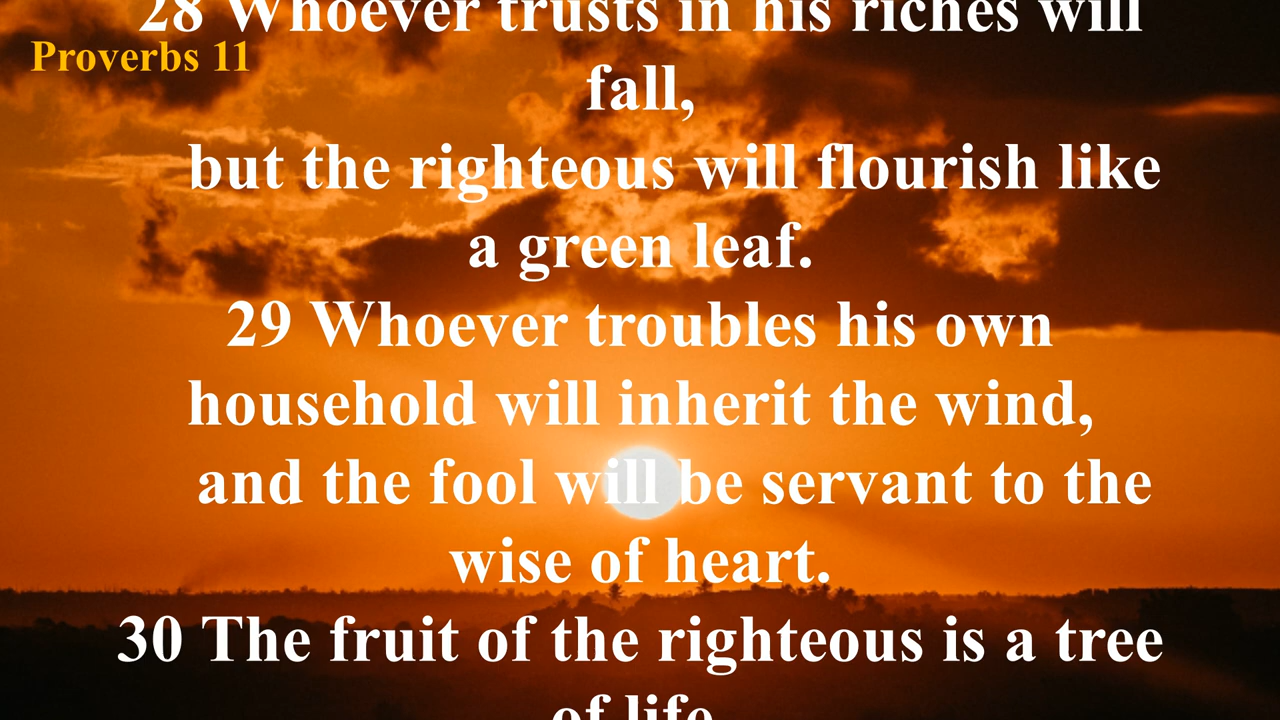 28 Whoever trusts in his riches will
Proverbs 11
fall,
but the righteous will flourish like
a green leaf.
29 Whoever troubles his own
household will inherit the wind,
and the fool will be servant to the
wise of heart.
30 The fruit of the righteous is a tree
of life,